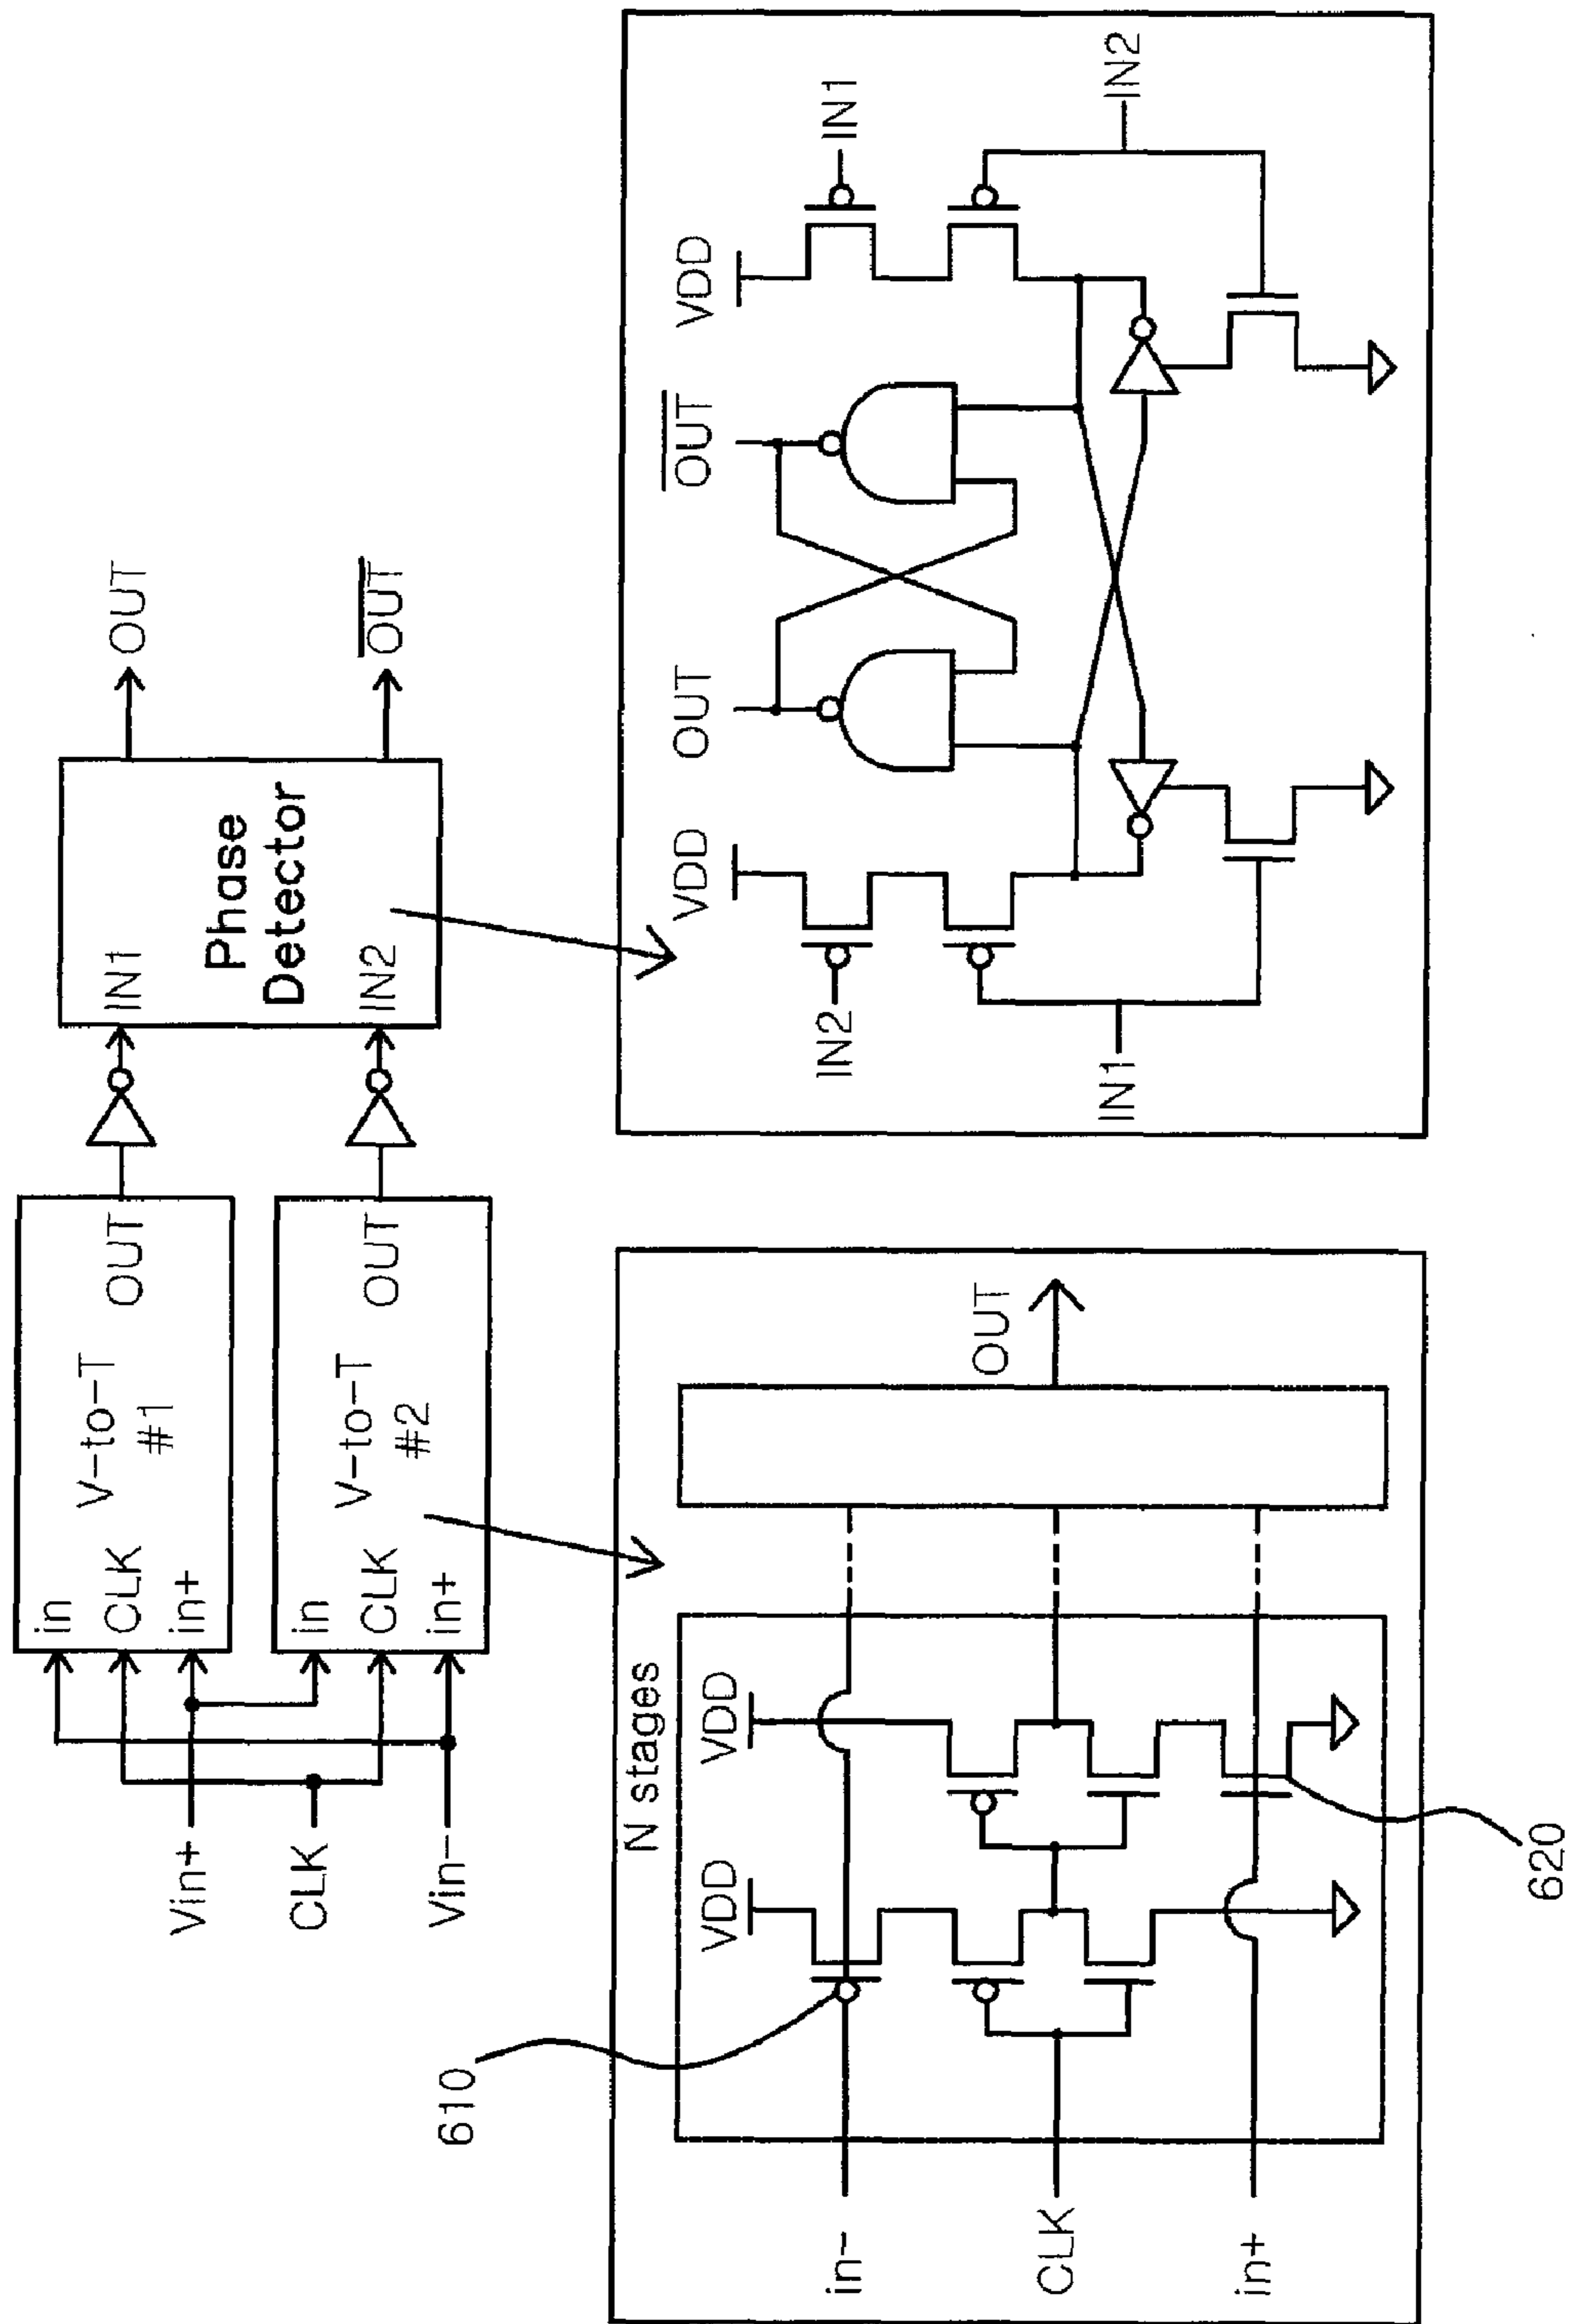 Vin+
CLK
Vin-
in
CLK
in+
V-to-T
#1
OUT
in
CLK
in+
V-to-T
#2
OUT
IN1
IN2
Phase
Detector
OUT
OUT
N stages
VDD
VDD
in-
CLK
in+
OUT
610
620
VDD
OUT
OUT
VDD
IN2
IN1
IN1
IN2